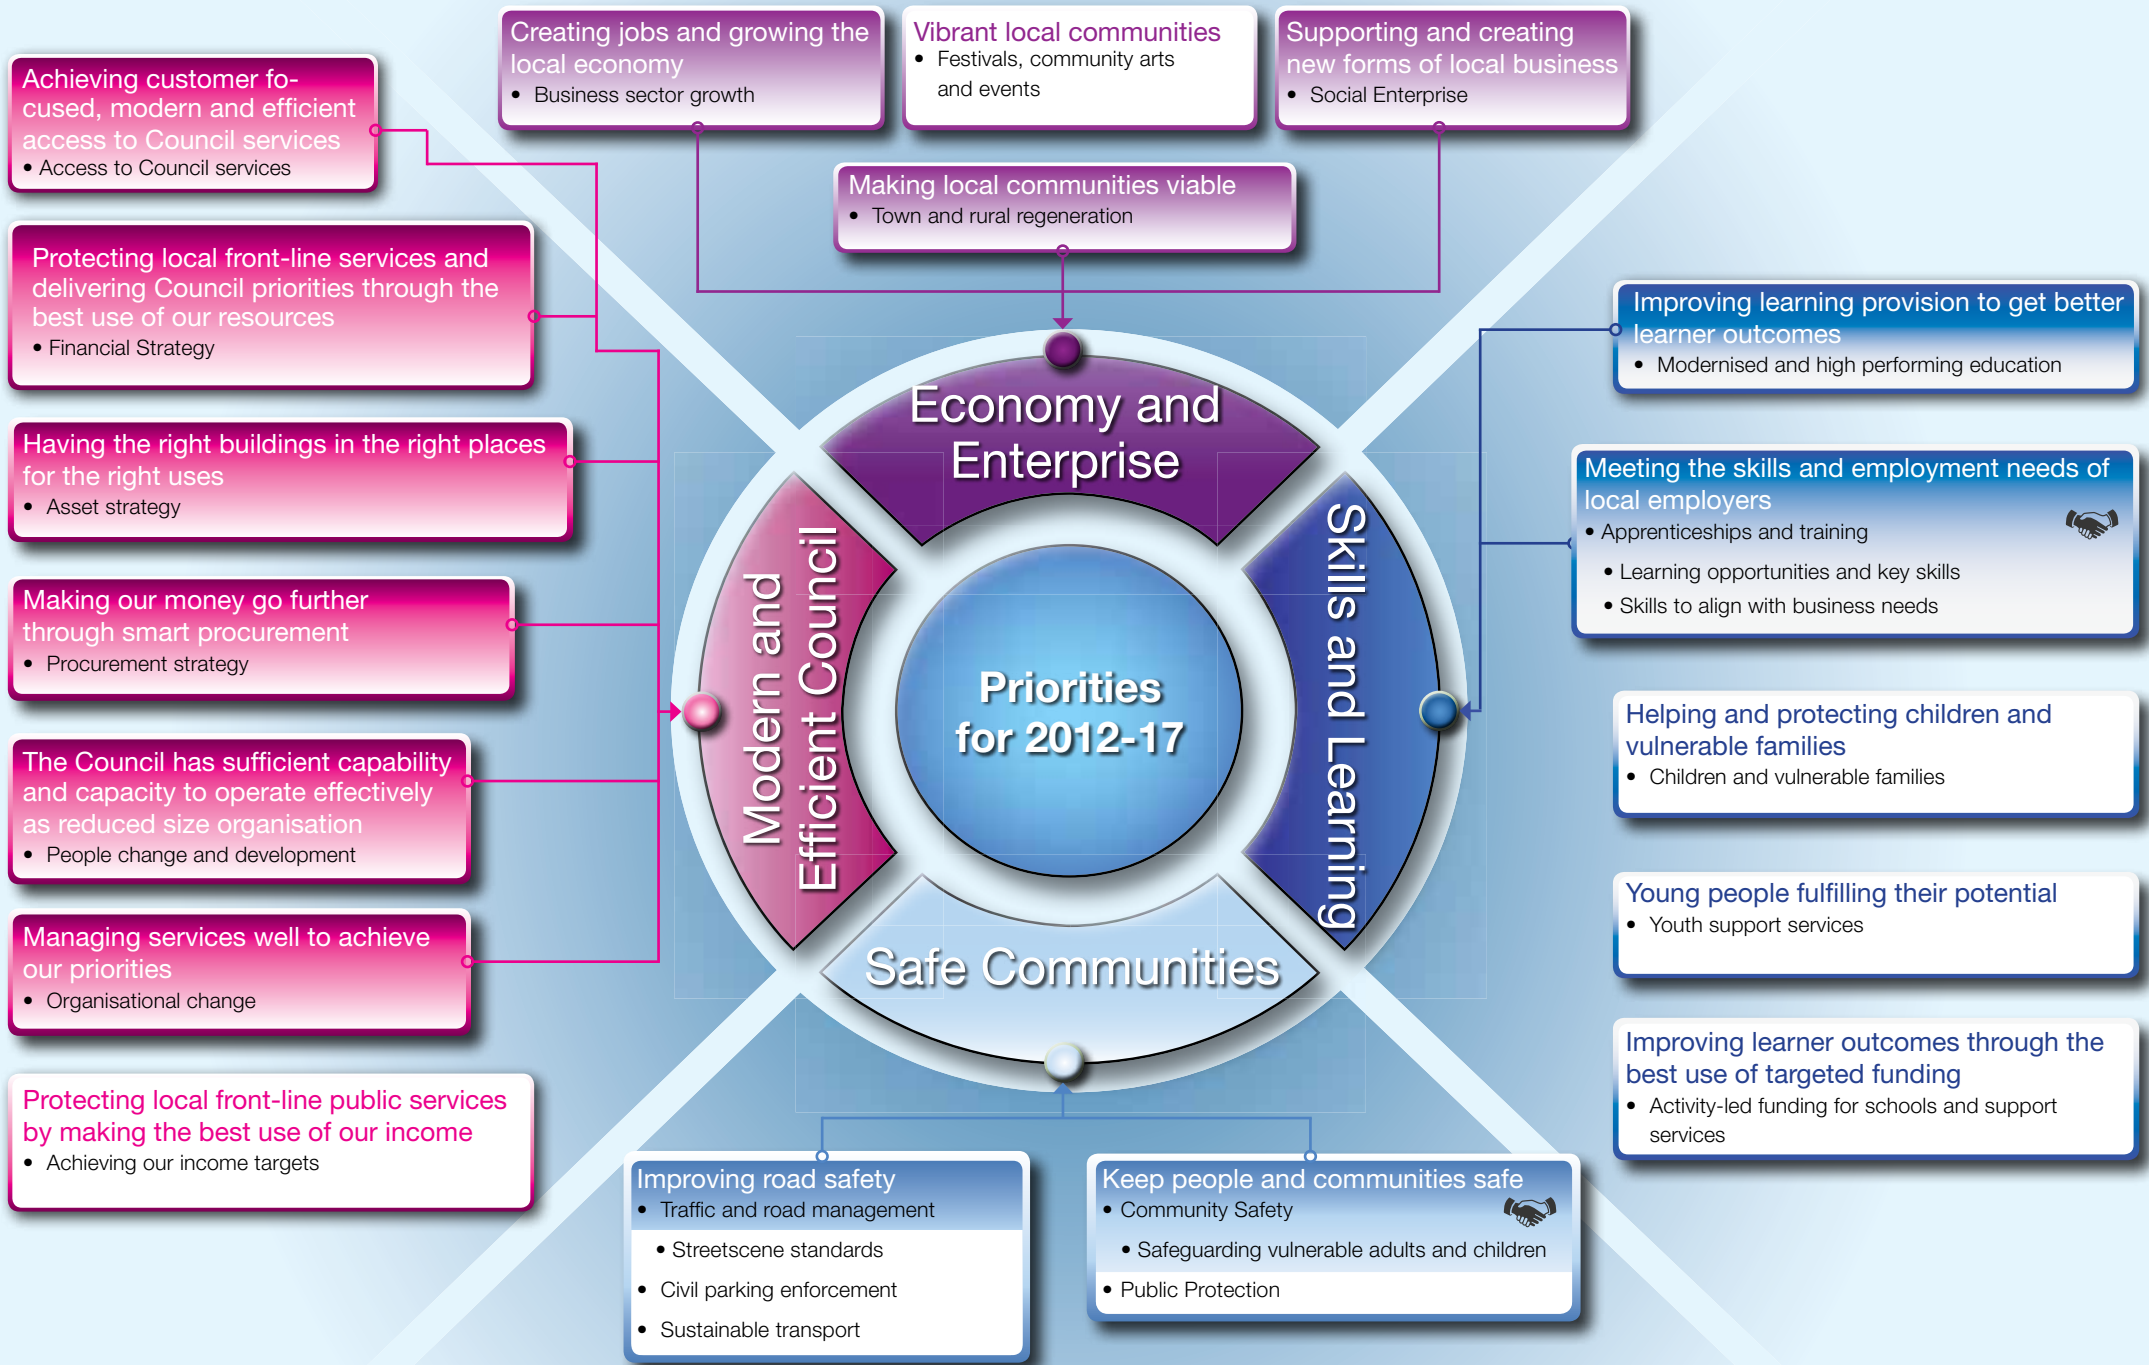 Creating jobs and growing the
local economy
• Business sector growth
Vibrant local communities
• Festivals, community arts
and events
Supporting and creating
new forms of local business
• Social Enterprise
Making local communities viable
• Town and rural regeneration
Achieving customer fo-
cused, modern and efficient
access to Council services
• Access to Council services
Protecting local front-line services and
delivering Council priorities through the
best use of our resources
• Financial Strategy
Having the right buildings in the right places
for the right uses
• Asset strategy
Making our money go further
through smart procurement
• Procurement strategy
The Council has sufficient capability
and capacity to operate effectively
as reduced size organisation
• People change and development
Managing services well to achieve
our priorities
• Organisational change
Protecting local front-line public services
by making the best use of our income
• Achieving our income targets
Economy and
Enterprise
Modern and
Efficient Council
Priorities
for 2012-17
Skills and Learning
Safe Communities
Improving learning provision to get better
learner outcomes
• Modernised and high performing education
Meeting the skills and employment needs of
local employers
• Apprenticeships and training
• Learning opportunities and key skills
• Skills to align with business needs
Helping and protecting children and
vulnerable families
• Children and vulnerable families
Young people fulfilling their potential
• Youth support services
Improving learner outcomes through the
best use of targeted funding
• Activity-led funding for schools and support
services
Improving road safety
• Traffic and road management
• Streetscene standards
• Civil parking enforcement
• Sustainable transport
Keep people and communities safe
• Community Safety
• Safeguarding vulnerable adults and children
• Public Protection